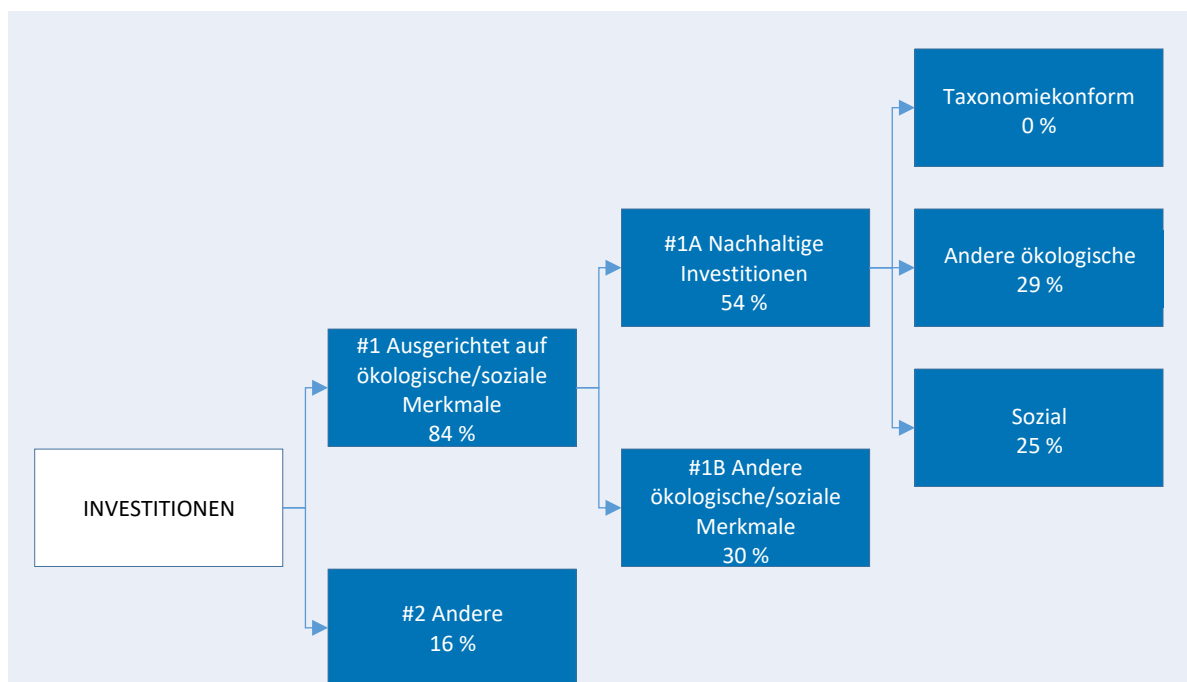 Taxonomiekonform
0 %
#1A Nachhaltige
Investitionen
54 %
Andere ökologische
29 %
#1 Ausgerichtet auf
ökologische/soziale
Merkmale
84 %
Sozial
25 %
INVESTITIONEN
#1B Andere
ökologische/soziale
Merkmale
30 %
#2 Andere
16 %